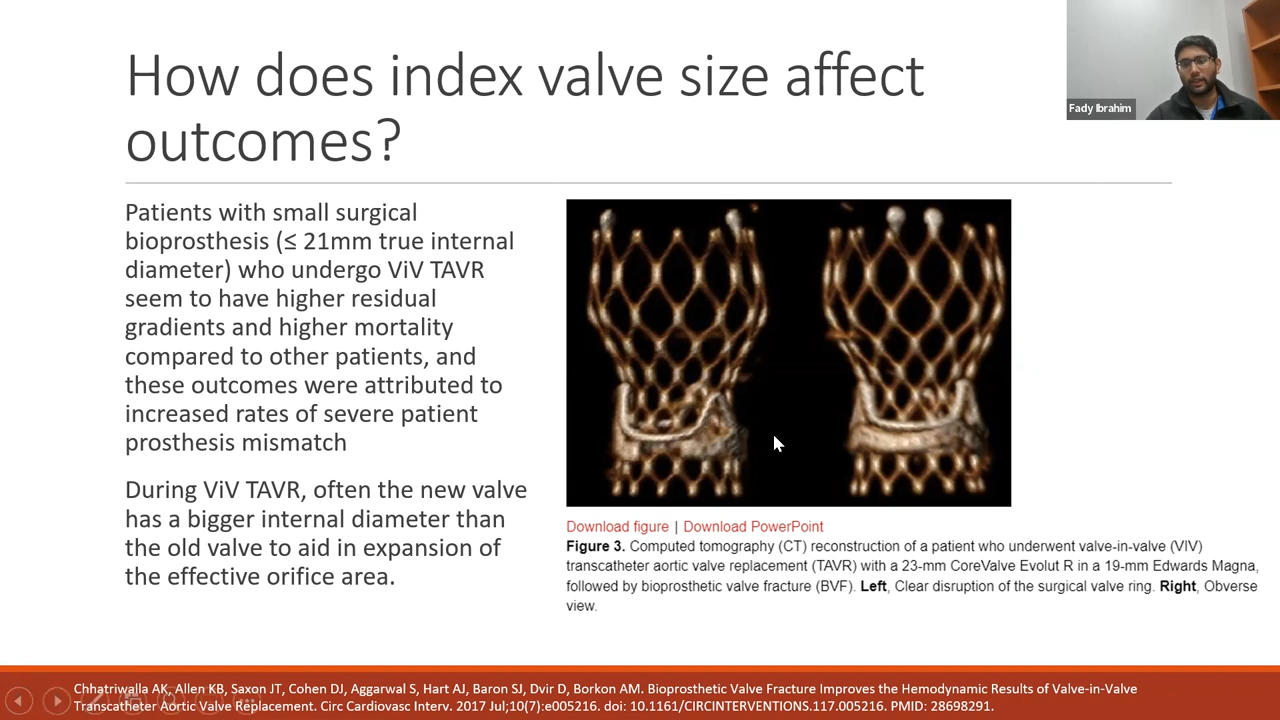 How does index valve size affect
outcomes?
Fady Ibrahim
Patients with small surgical
bioprosthesis (≤ 21mm true internal
diameter) who undergo ViV TAVR
seem to have higher residual
gradients and higher mortality
compared to other patients, and
these outcomes were attributed to
increased rates of severe patient
prosthesis mismatch
During ViV TAVR, often the new valve
has a bigger internal diameter than
the old valve to aid in expansion of
the effective orifice area.
Download figure | Download PowerPoint
Figure 3. Computed tomography (CT) reconstruction of a patient who underwent valve-in-valve (VIV)
transcatheter aortic valve replacement (TAVR) with a 23-mm CoreValve Evolut R in a 19-mm Edwards Magna,
followed by bioprosthetic valve fracture (BVF). Left, Clear disruption of the surgical valve ring. Right, Obverse
view.
Chhatriwalla AK, Allen KB, Saxon JT, Cohen DJ, Aggarwal S, Hart AJ, Baron SJ, Dvir D, Borkon AM. Bioprosthetic Valve Fracture Improves the Hemodynamic Results of Valve-in-Valve
Transcatheter Aortic Valve Replacement. Circ Cardiovasc Interv. 2017 Jul;10(7):e005216. doi: 10.1161/CIRCINTERVENTIONS.117.005216. PMID: 28698291.